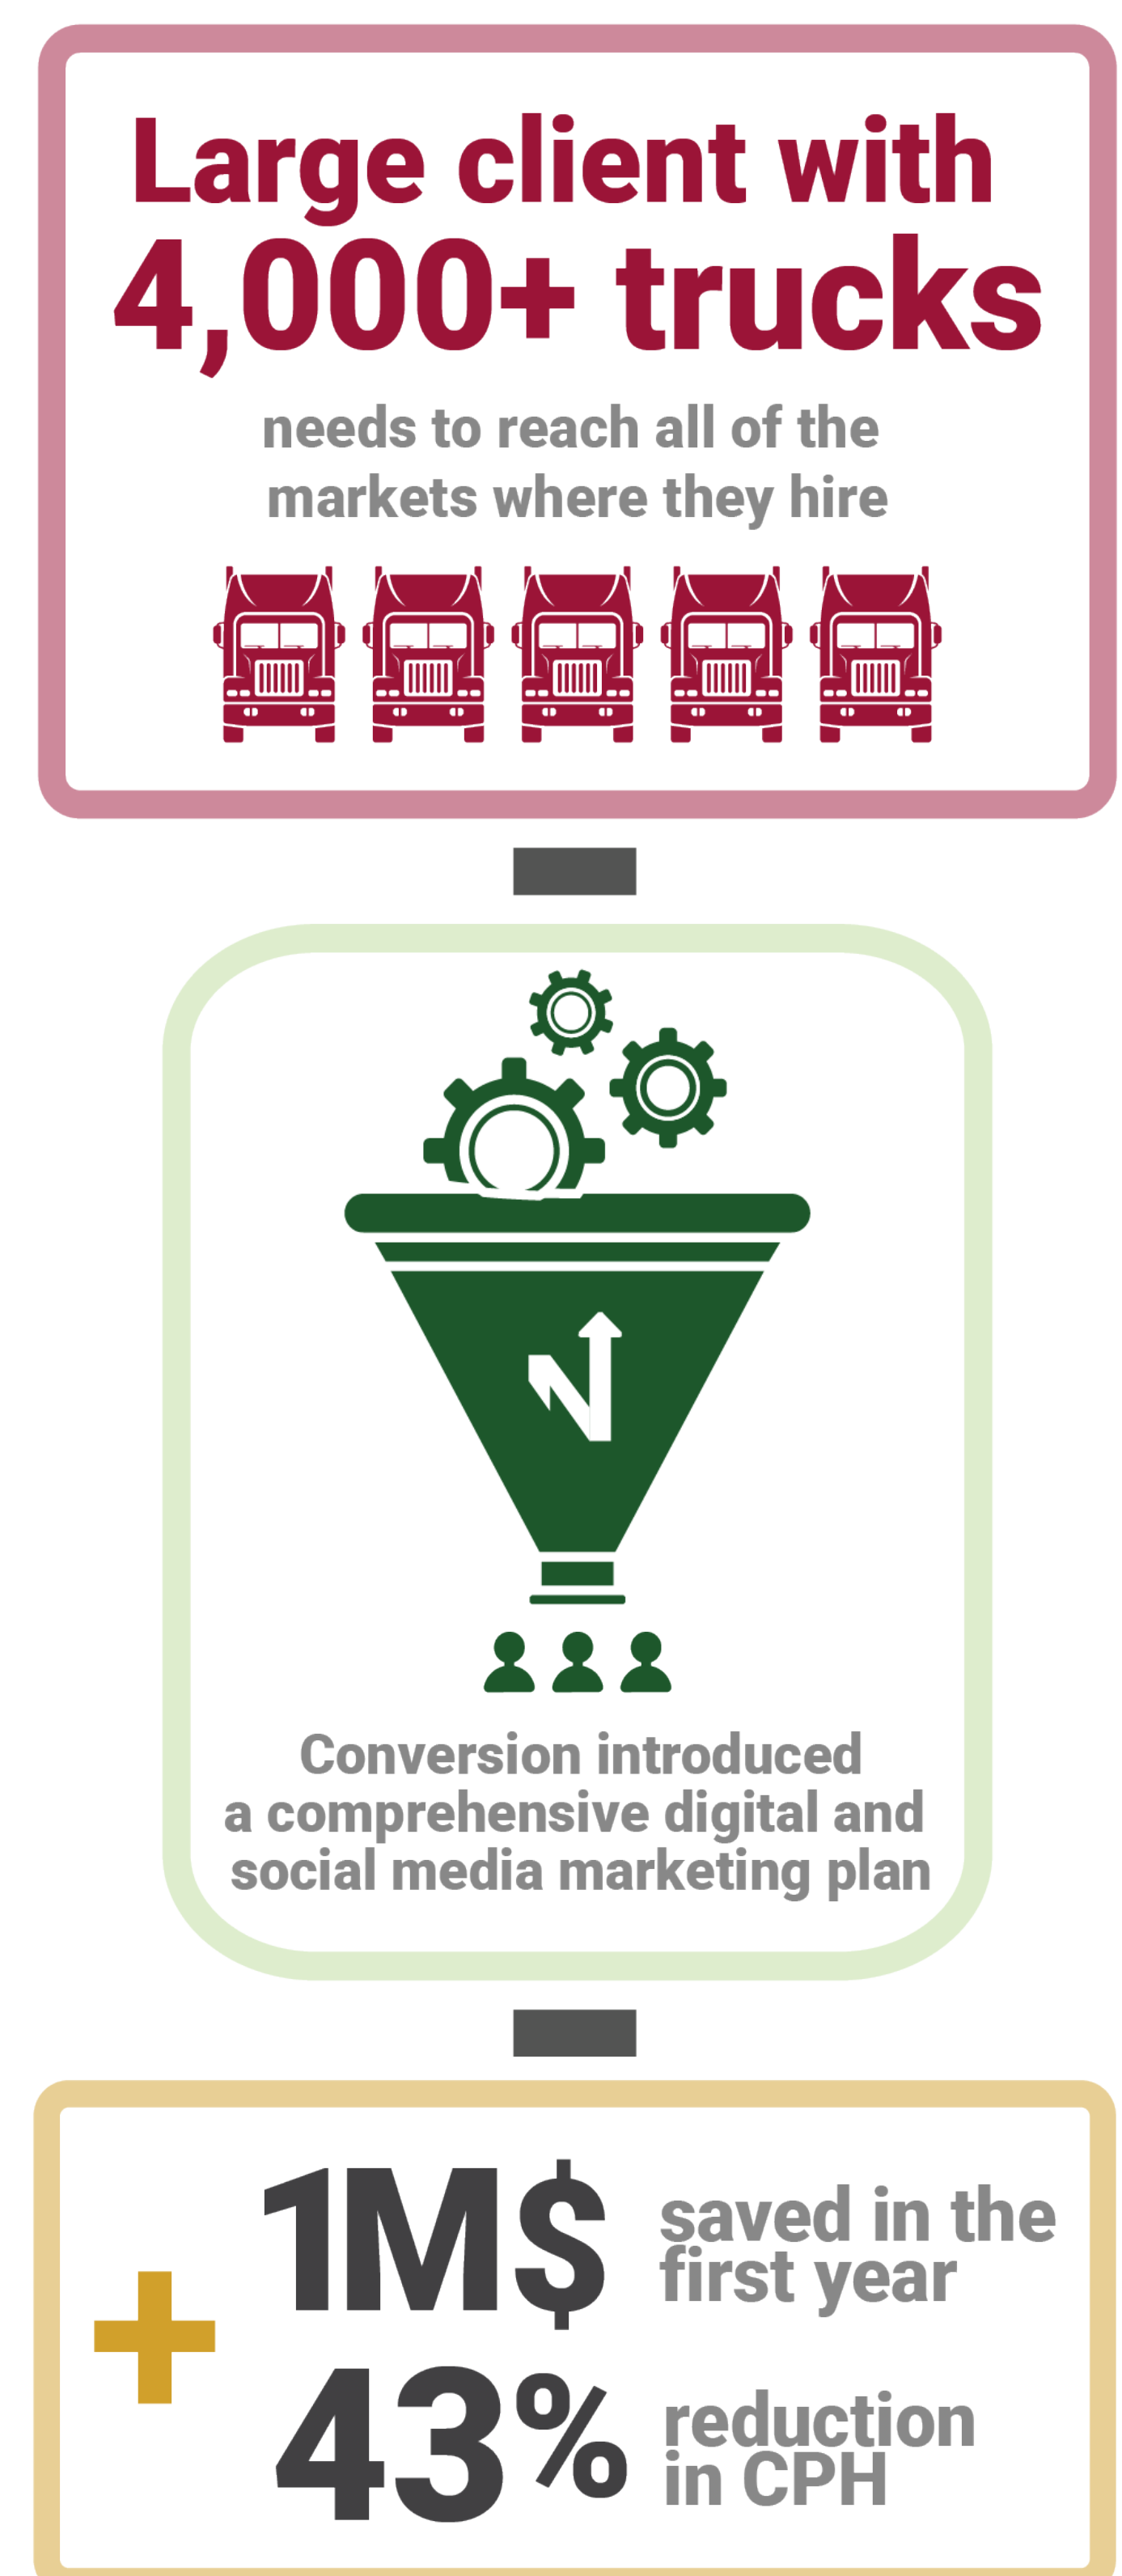 Large client with
4,000+ trucks
needs to reach all of the
markets where they hire
N
Conversion introduced
a comprehensive digital and
social media marketing plan
+
1M$ saved in the
first year
43% reduction
in CPH